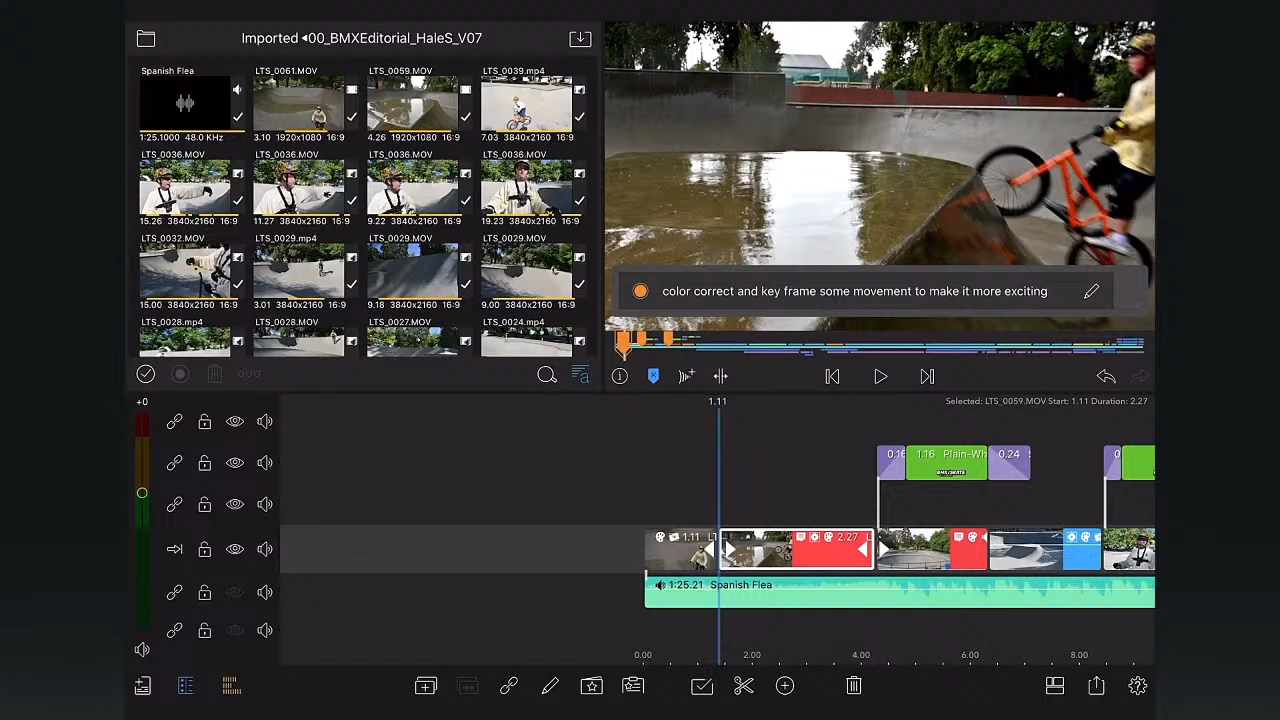 Imported ◂00_BMXEditorial_HaleS_V07
Spanish Flea
LTS_0061.MOV
LTS_0059.MOV
LTS_0039.mp4
1:25.1000 48.0 KHz
3.10 1920x1080 16:9
4.26 1920x1080 16:9
7.03 3840x2160 16:9
LTS_0036.MOV
LTS_0036.MOV
LTS_0036.MOV
LTS_0036.MOV
15.26 3840x2160 16:9
11.27 3840x2160 16:9
9.22 3840x2160 16:9
19.23 3840x2160 16:9
LTS_0032.MOV
LTS_0029.mp4
LTS_0029.MOV
LTS_0029.MOV
15.00 3840x2160 16:9
3.01 3840x2160 16:9
9.18 3840x2160 16:9
9.00 3840x2160 16:9
LTS_0028.mp4
LTS_0028.MOV
LTS_0027.MOV
LTS_0024.mp4
color correct and key frame some movement to make it more exciting
+0
1.11
Selected: LTS_0059.MOV Start: 1.11 Duration: 2.27
0.16
1.16 Plain-Wh
0.24
BMX/SKATE
1.11
2.27
1:25.21 Spanish Flea
0.00
2.00
4.00
6.00
8.00